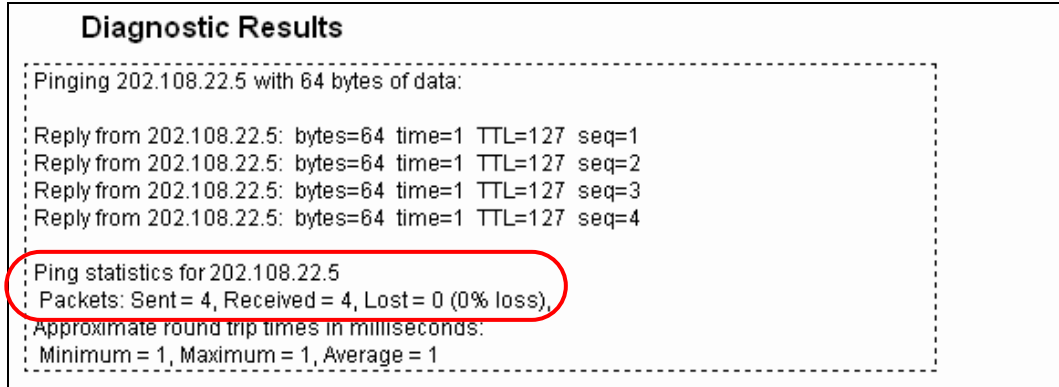 Diagnostic Results
Pinging 202.108.22.5 with 64 bytes of data:
Reply from 202.108.22.5: bytes=64 time=1 TTL=127 seq=1
Reply from 202.108.22.5: bytes=64 time=1 TTL=127 seq=2
Reply from 202.108.22.5: bytes=64 time=1 TTL=127 seq=3
Reply from 202.108.22.5: bytes=64 time=1 TTL=127 seq=4
Ping statistics for 202.108.22.5
Packets: Sent = 4, Received = 4, Lost = 0 (0% loss),
Approximate round trip times in milliseconds:
Minimum = 1, Maximum = 1, Average = 1